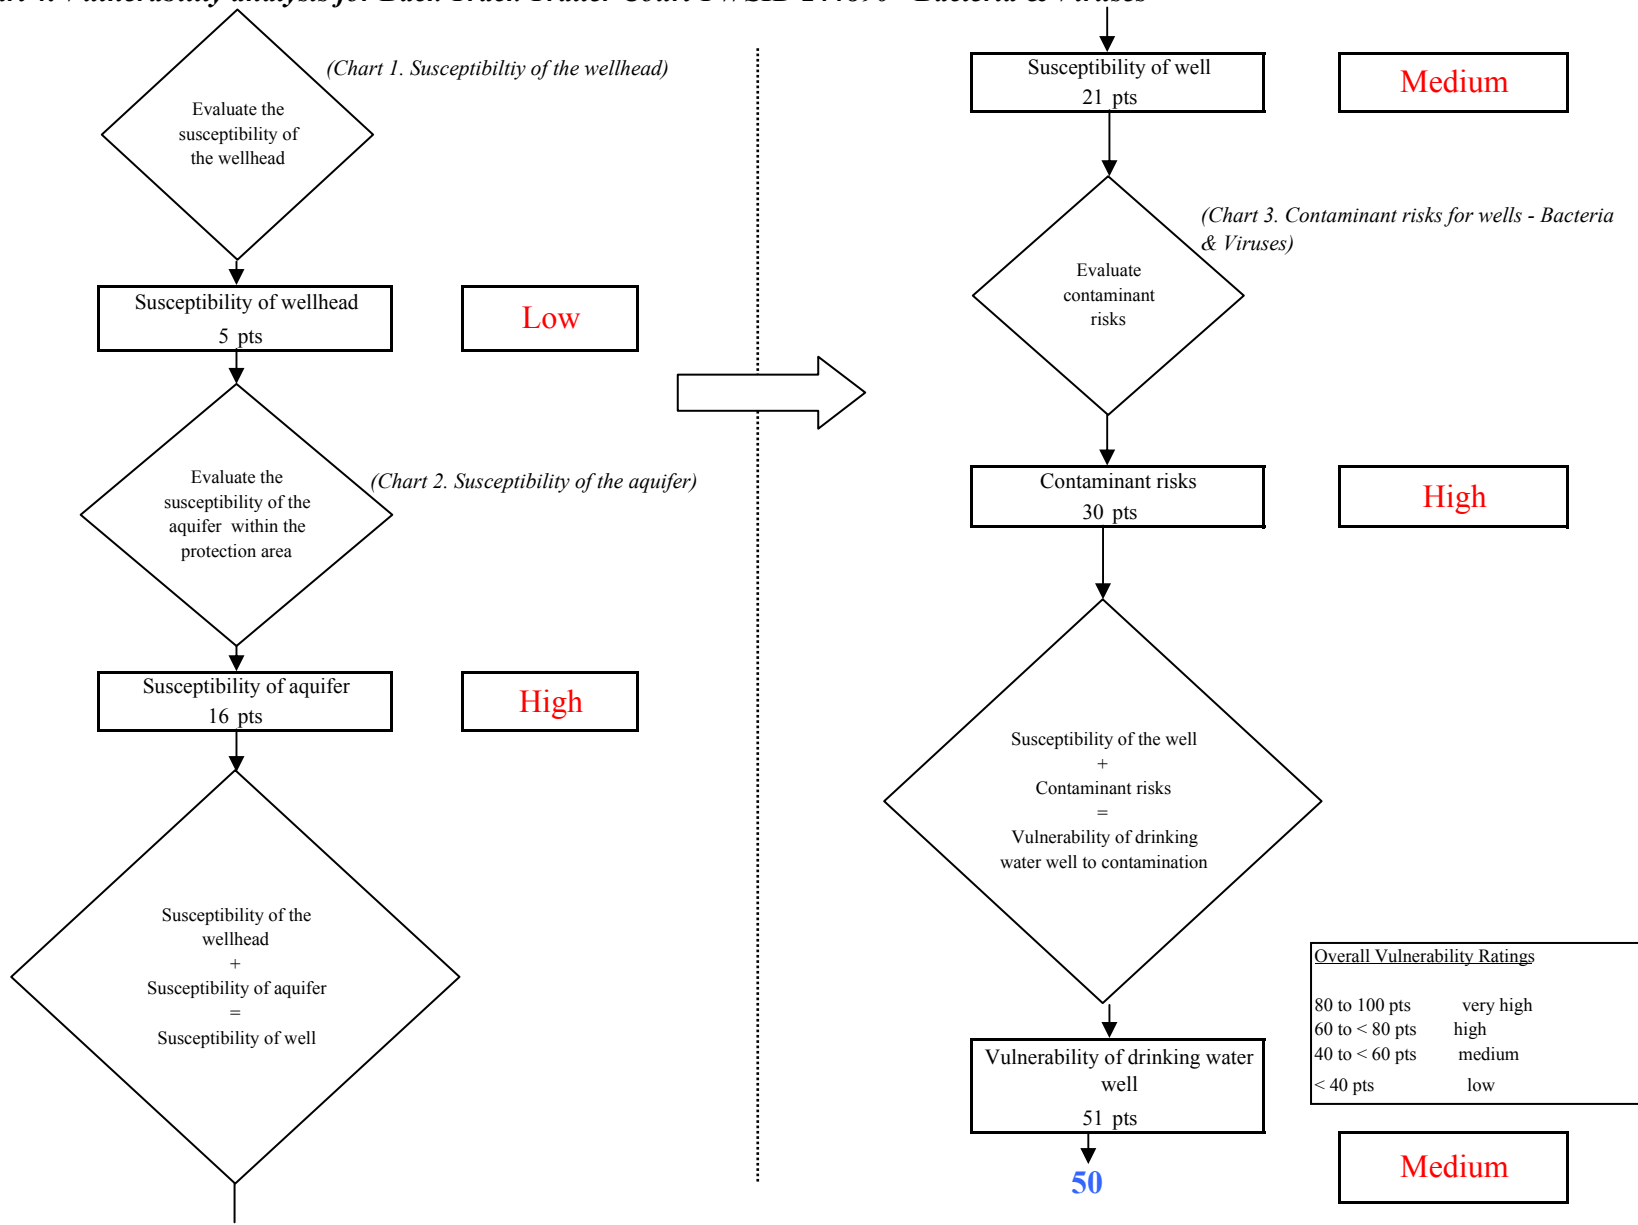 Vulnerability analysis for
(Chart 1. Susceptibiltiy of the wellhead)
Evaluate the
susceptibility of
the wellhead
Susceptibility of wellhead
5 pts
Low
Evaluate the
susceptibility of the
aquifer within the
protection area
(Chart 2. Susceptibility of the aquifer)
Susceptibility of aquifer
16 pts
High
Susceptibility of the
wellhead
+
Susceptibility of aquifer
=
Susceptibility of well
Susceptibility of well
21 pts
Medium
(Chart 3. Contaminant risks for wells - Bacteria
& Viruses)
Evaluate
contaminant
risks
Contaminant risks
30 pts
High
Susceptibility of the well
+
Contaminant risks
=
Vulnerability of drinking
water well to contamination
Overall Vulnerability Ratings
80 to 100 pts very high
60 to < 80 pts high
40 to < 60 pts medium
< 40 pts low
Vulnerability of drinking water
well
51 pts
50
Medium